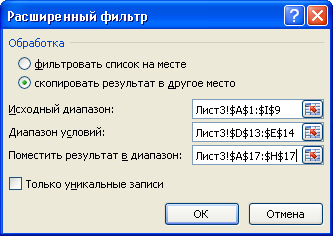 Расширенный фильтр
Обработка
фильтровать список на месте
скопировать результат в другое место
Исходный диапазон: Лист3!$A$1:$I$9
Диапазон условий: Лист3!$D$13:$E$14
Поместить результат в диапазон: Лист3!$A$17:$H$17
Только уникальные записи
ОК Отмена